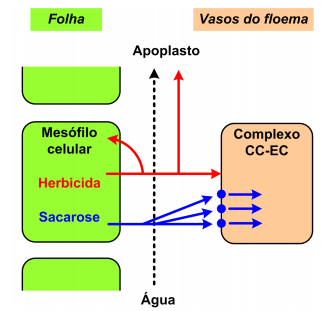 Folha
Vasos do floema
Apoplasto
Mesófilo
celular
Herbicida
Sacarose
Complexo
CC-EC
Água